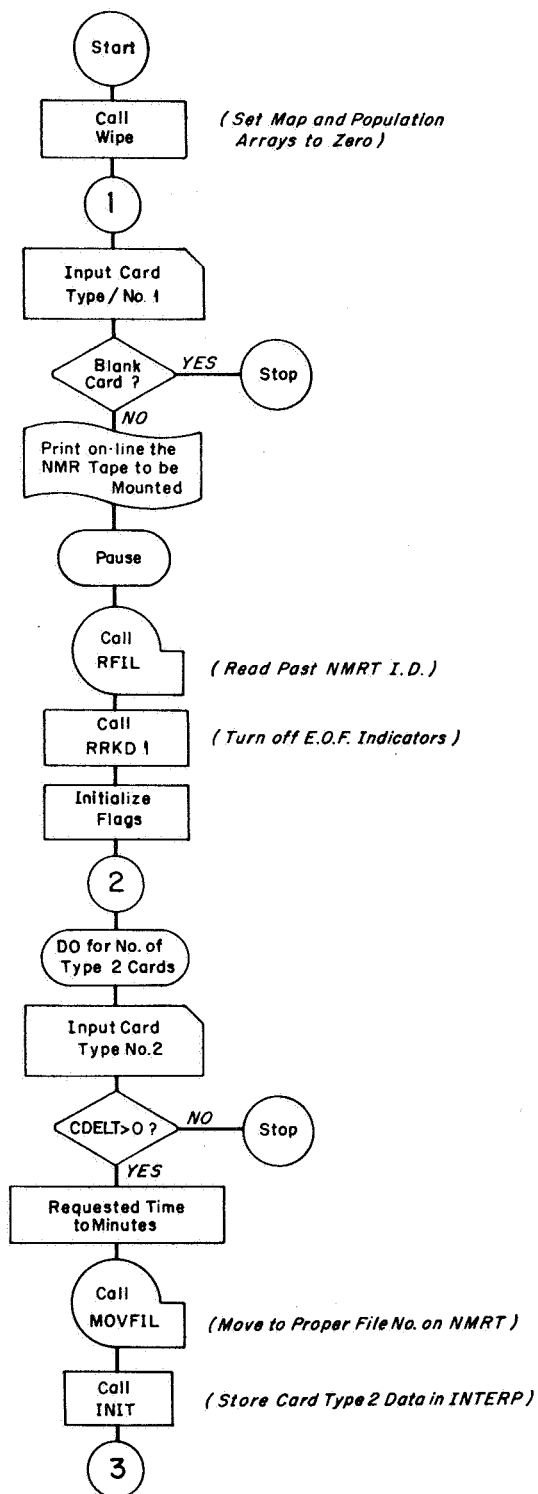 Start
Call
Wipe
( Set Map and Population
Arrays to Zero )
1
Input Card
Type / No. 1
Blank
Card ?
YES
Stop
NO
Print on-line the
NMR Tape to be
Mounted
Pause
Call
RFIL
( Read Past NMRT I.D. )
Call
RRKD 1
( Turn off E.O.F. Indicators )
Initialize
Flags
2
DO for No. of
Type 2 Cards
Input Card
Type No.2
CDELT>0 ?
NO
Stop
YES
Requested Time
to Minutes
Call
MOVFIL
( Move to Proper File No. on NMRT )
Call
INIT
( Store Card Type 2 Data in INTERP )
3